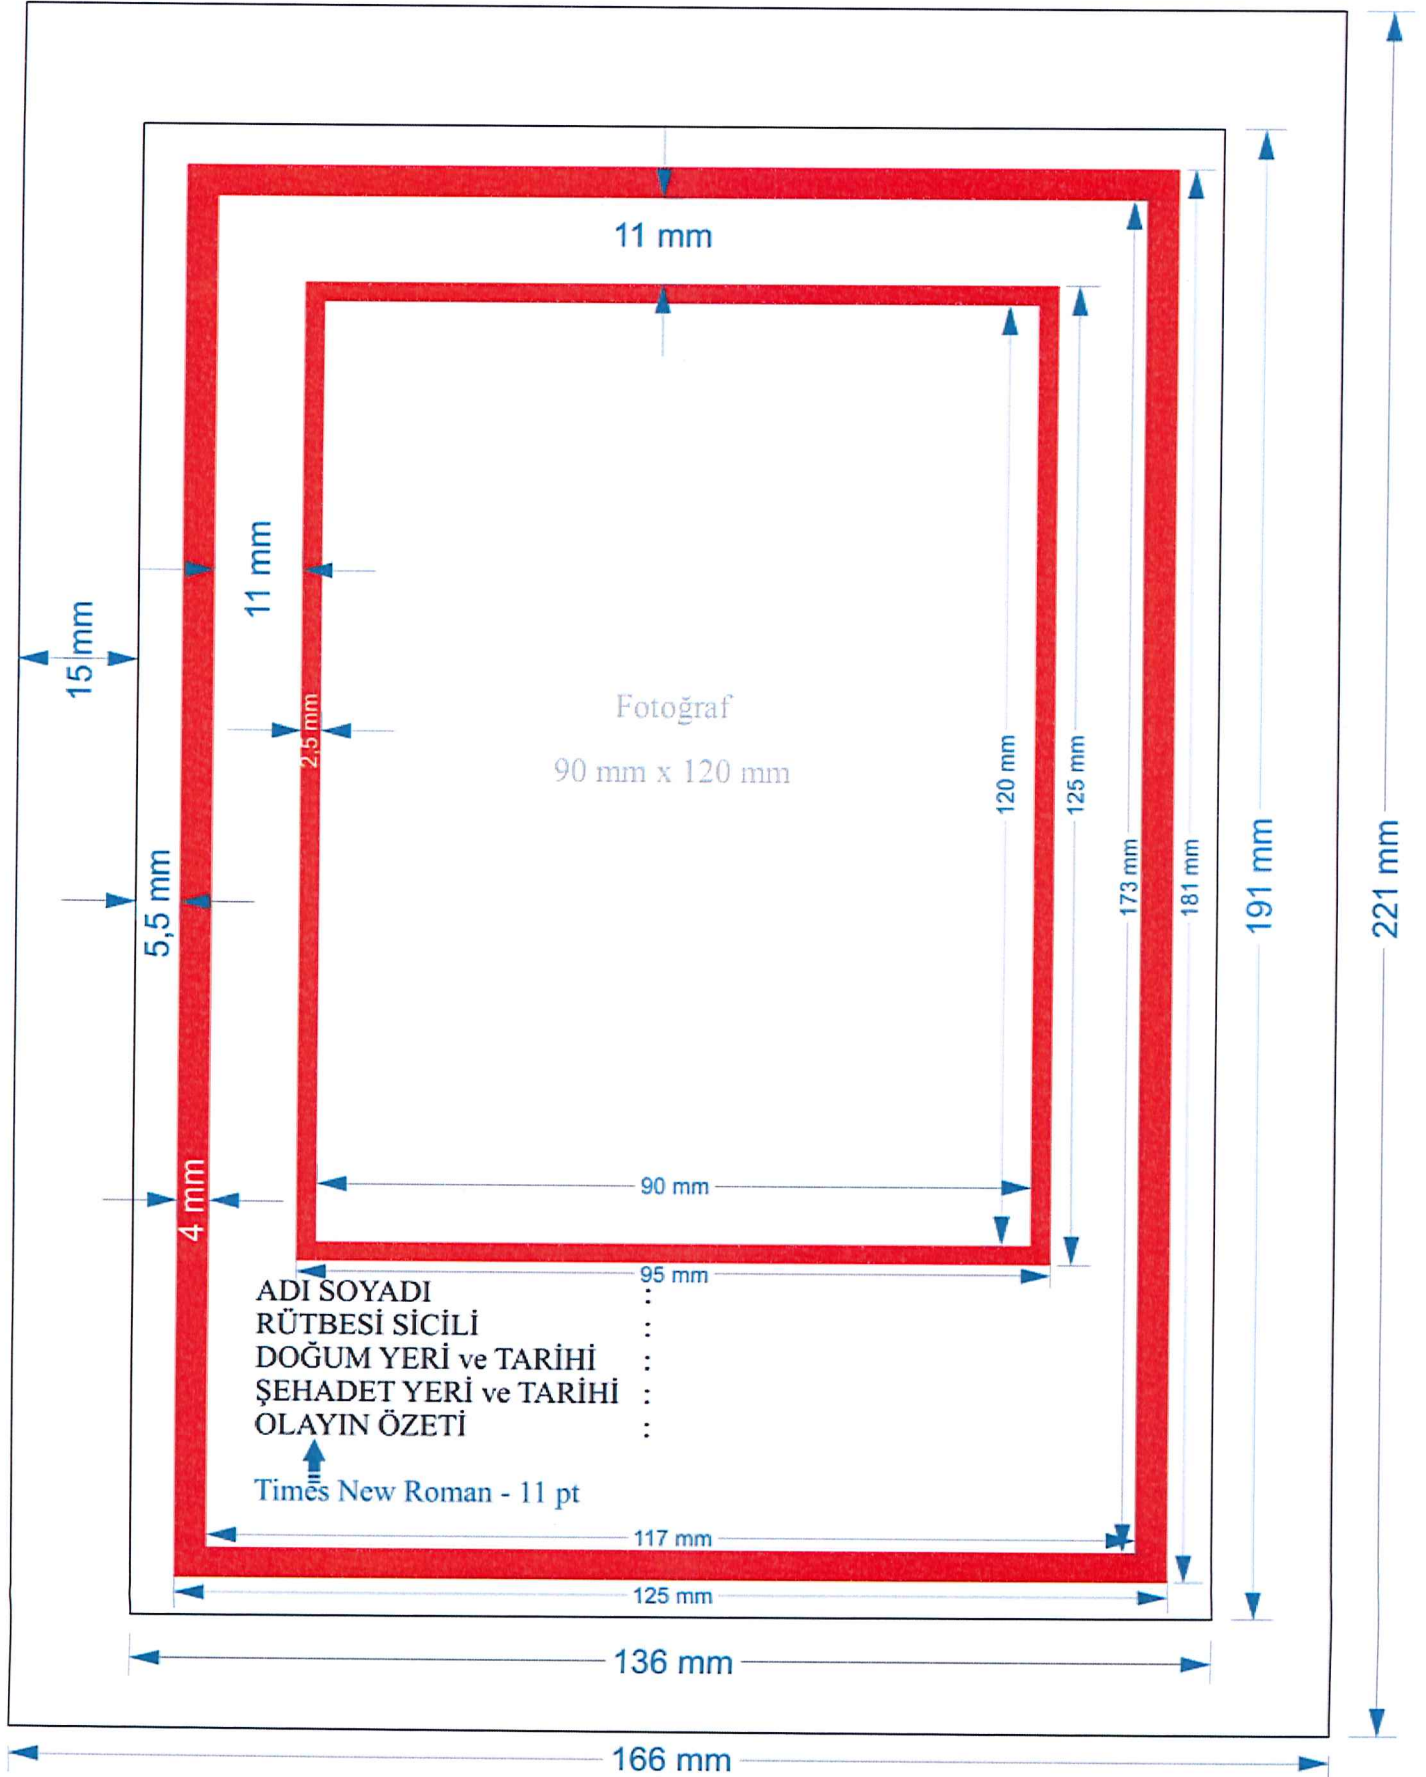 11 mm
11 mm
15 mm
Fotoğraf
2,5 mm
90 mm x 120 mm
120 mm
125 mm
173 mm
181 mm
191 mm
221 mm
5,5 mm
4 mm
90 mm
95 mm
ADI SOYADI :
RÜTBESİ SİCİLİ :
DOĞUM YERİ ve TARİHİ :
ŞEHADET YERİ ve TARİHİ :
OLAYIN ÖZETİ :
Times New Roman - 11 pt
117 mm
125 mm
136 mm
166 mm